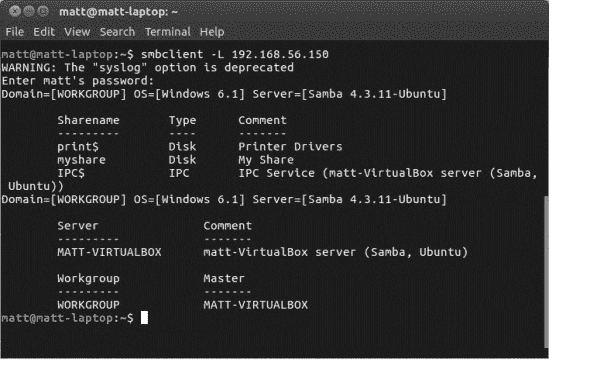 matt@matt-laptop: ~
File Edit View Search Terminal Help
matt@matt-laptop:~$ smbclient -L 192.168.56.150
WARNING: The "syslog" option is deprecated
Enter matt's password:
Domain=[WORKGROUP] OS=[Windows 6.1] Server=[Samba 4.3.11-Ubuntu]
Sharename Type Comment
--------- ---- -------
print$ Disk Printer Drivers
myshare Disk My Share
IPC$ IPC IPC Service (matt-VirtualBox server (Samba,
Ubuntu))
Domain=[WORKGROUP] OS=[Windows 6.1] Server=[Samba 4.3.11-Ubuntu]
Server Comment
--------- -------
MATT-VIRTUALBOX matt-VirtualBox server (Samba, Ubuntu)
Workgroup Master
--------- -------
WORKGROUP MATT-VIRTUALBOX
matt@matt-laptop:~$